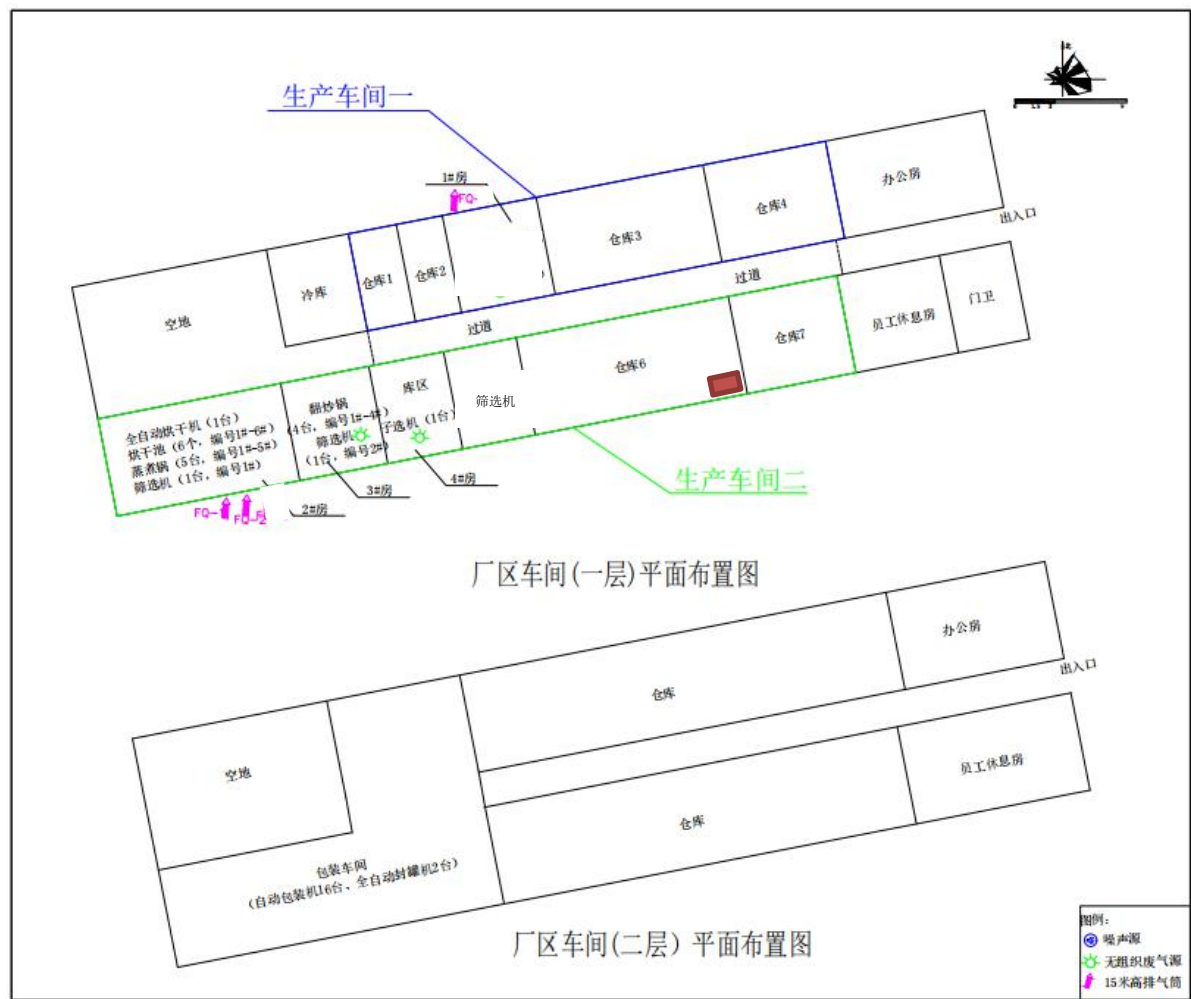 北
生产车间一
1#房
FQ-
办公房
仓库4
仓库3
出入口
仓库2
仓库1
冷库
空地
过道
过道
门卫
员工休息房
仓库7
仓库6
库区
筛选机
翻炒锅
(4台, 编号1#-4#)
筛选机
(1台, 编号2#)
子选机 (1台)
全自动烘干机 (1台)
烘干池 (6个, 编号1#-6#)
蒸煮锅 (5台, 编号1#-5#)
筛选机 (1台, 编号1#)
生产车间二
4#房
3#房
2#房
FQ-1
FQ-2
厂区车间(一层)平面布置图
办公房
出入口
仓库
空地
员工休息房
仓库
包装车间
(自动包装机16台、全自动封罐机2台)
厂区车间(二层) 平面布置图
图例:
噪声源
无组织废气源
15米高排气筒